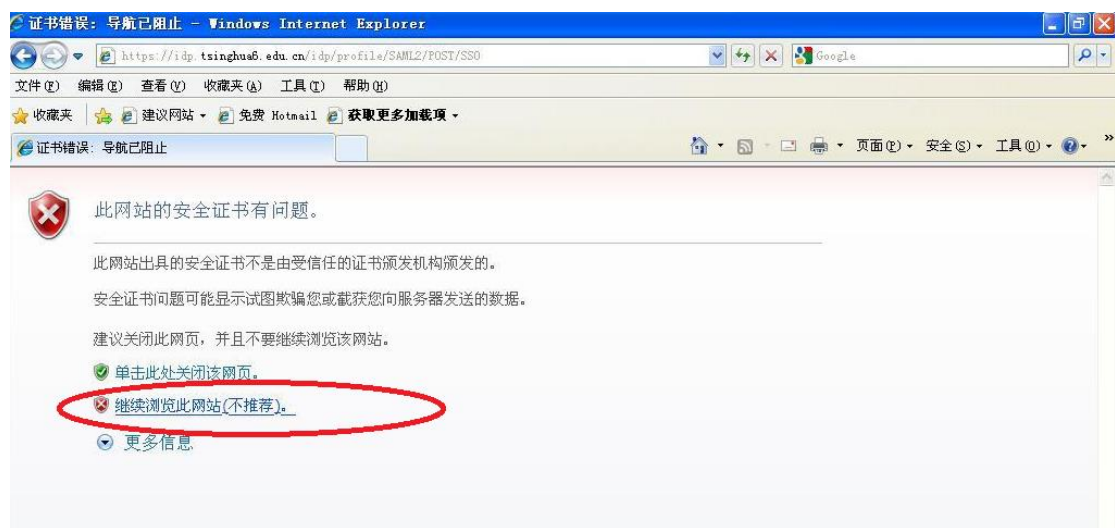 证书错误: 导航已阻止 - Windows Internet Explorer
https://idp.tsinghua6.edu.cn/idp/profile/SAML2/POST/SSO
Google
文件(F) 编辑(E) 查看(V) 收藏夹(A) 工具(T) 帮助(H)
收藏夹 建议网站 免费 Hotmail 获取更多加载项
证书错误: 导航已阻止
页面(P) 安全(S) 工具(O)
此网站的安全证书有问题。
此网站出具的安全证书不是由受信任的证书颁发机构颁发的。
安全证书问题可能显示试图欺骗您或截获您向服务器发送的数据。
建议关闭此网页，并且不要继续浏览该网站。
单击此处关闭该网页。
继续浏览此网站(不推荐)。
更多信息